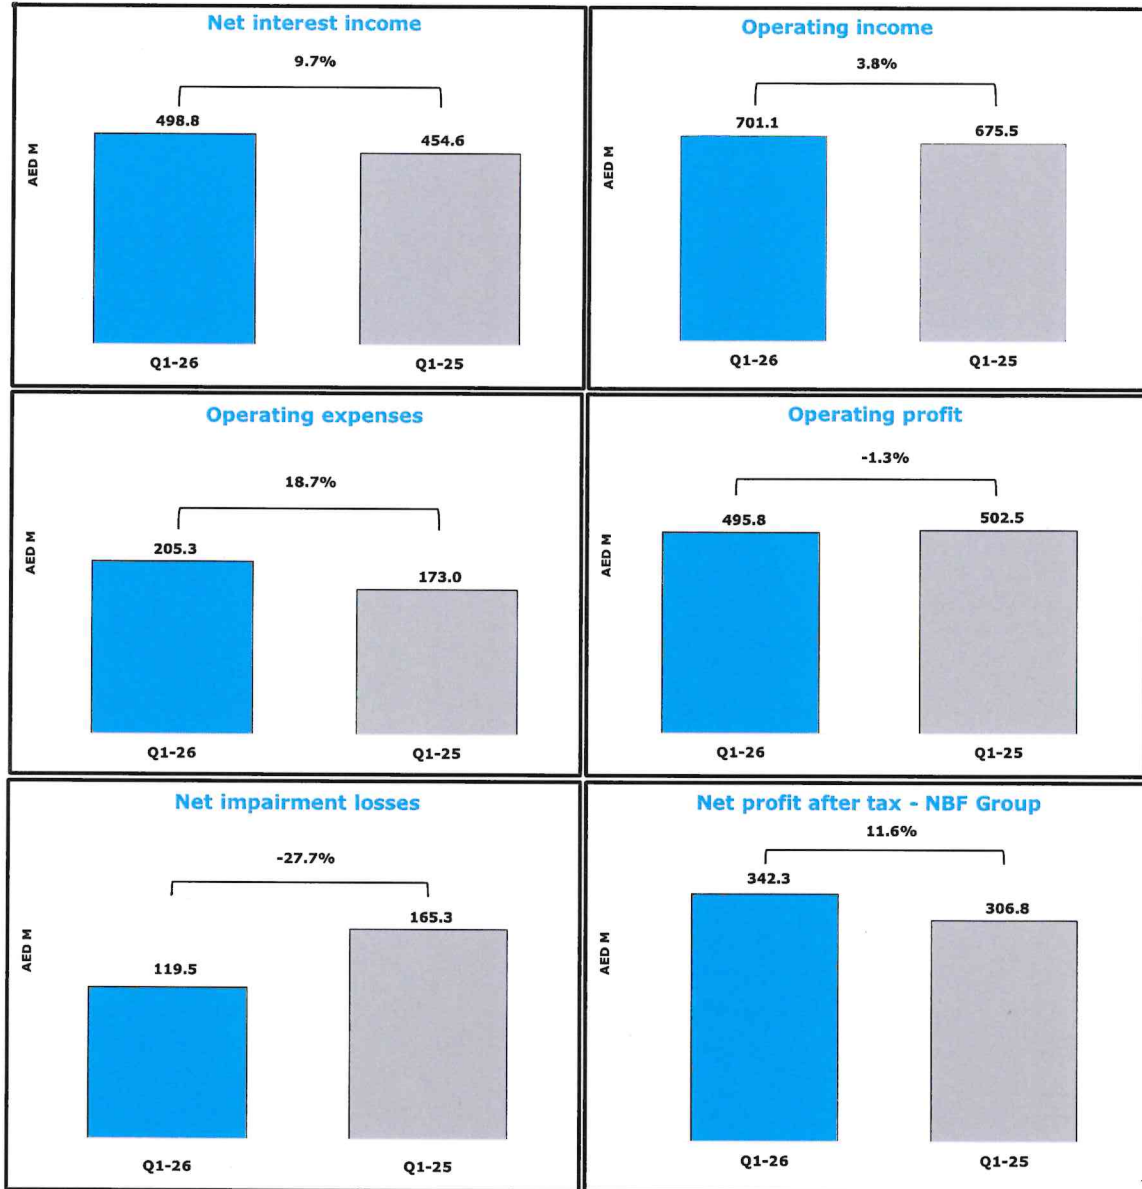 Net interest income
9.7%
498.8
454.6
AED M
Q1-26
Q1-25
Operating income
3.8%
701.1
675.5
AED M
Q1-26
Q1-25
Operating expenses
18.7%
205.3
173.0
AED M
Q1-26
Q1-25
Operating profit
-1.3%
495.8
502.5
AED M
Q1-26
Q1-25
Net impairment losses
-27.7%
119.5
165.3
AED M
Q1-26
Q1-25
Net profit after tax - NBF Group
11.6%
342.3
306.8
AED M
Q1-26
Q1-25